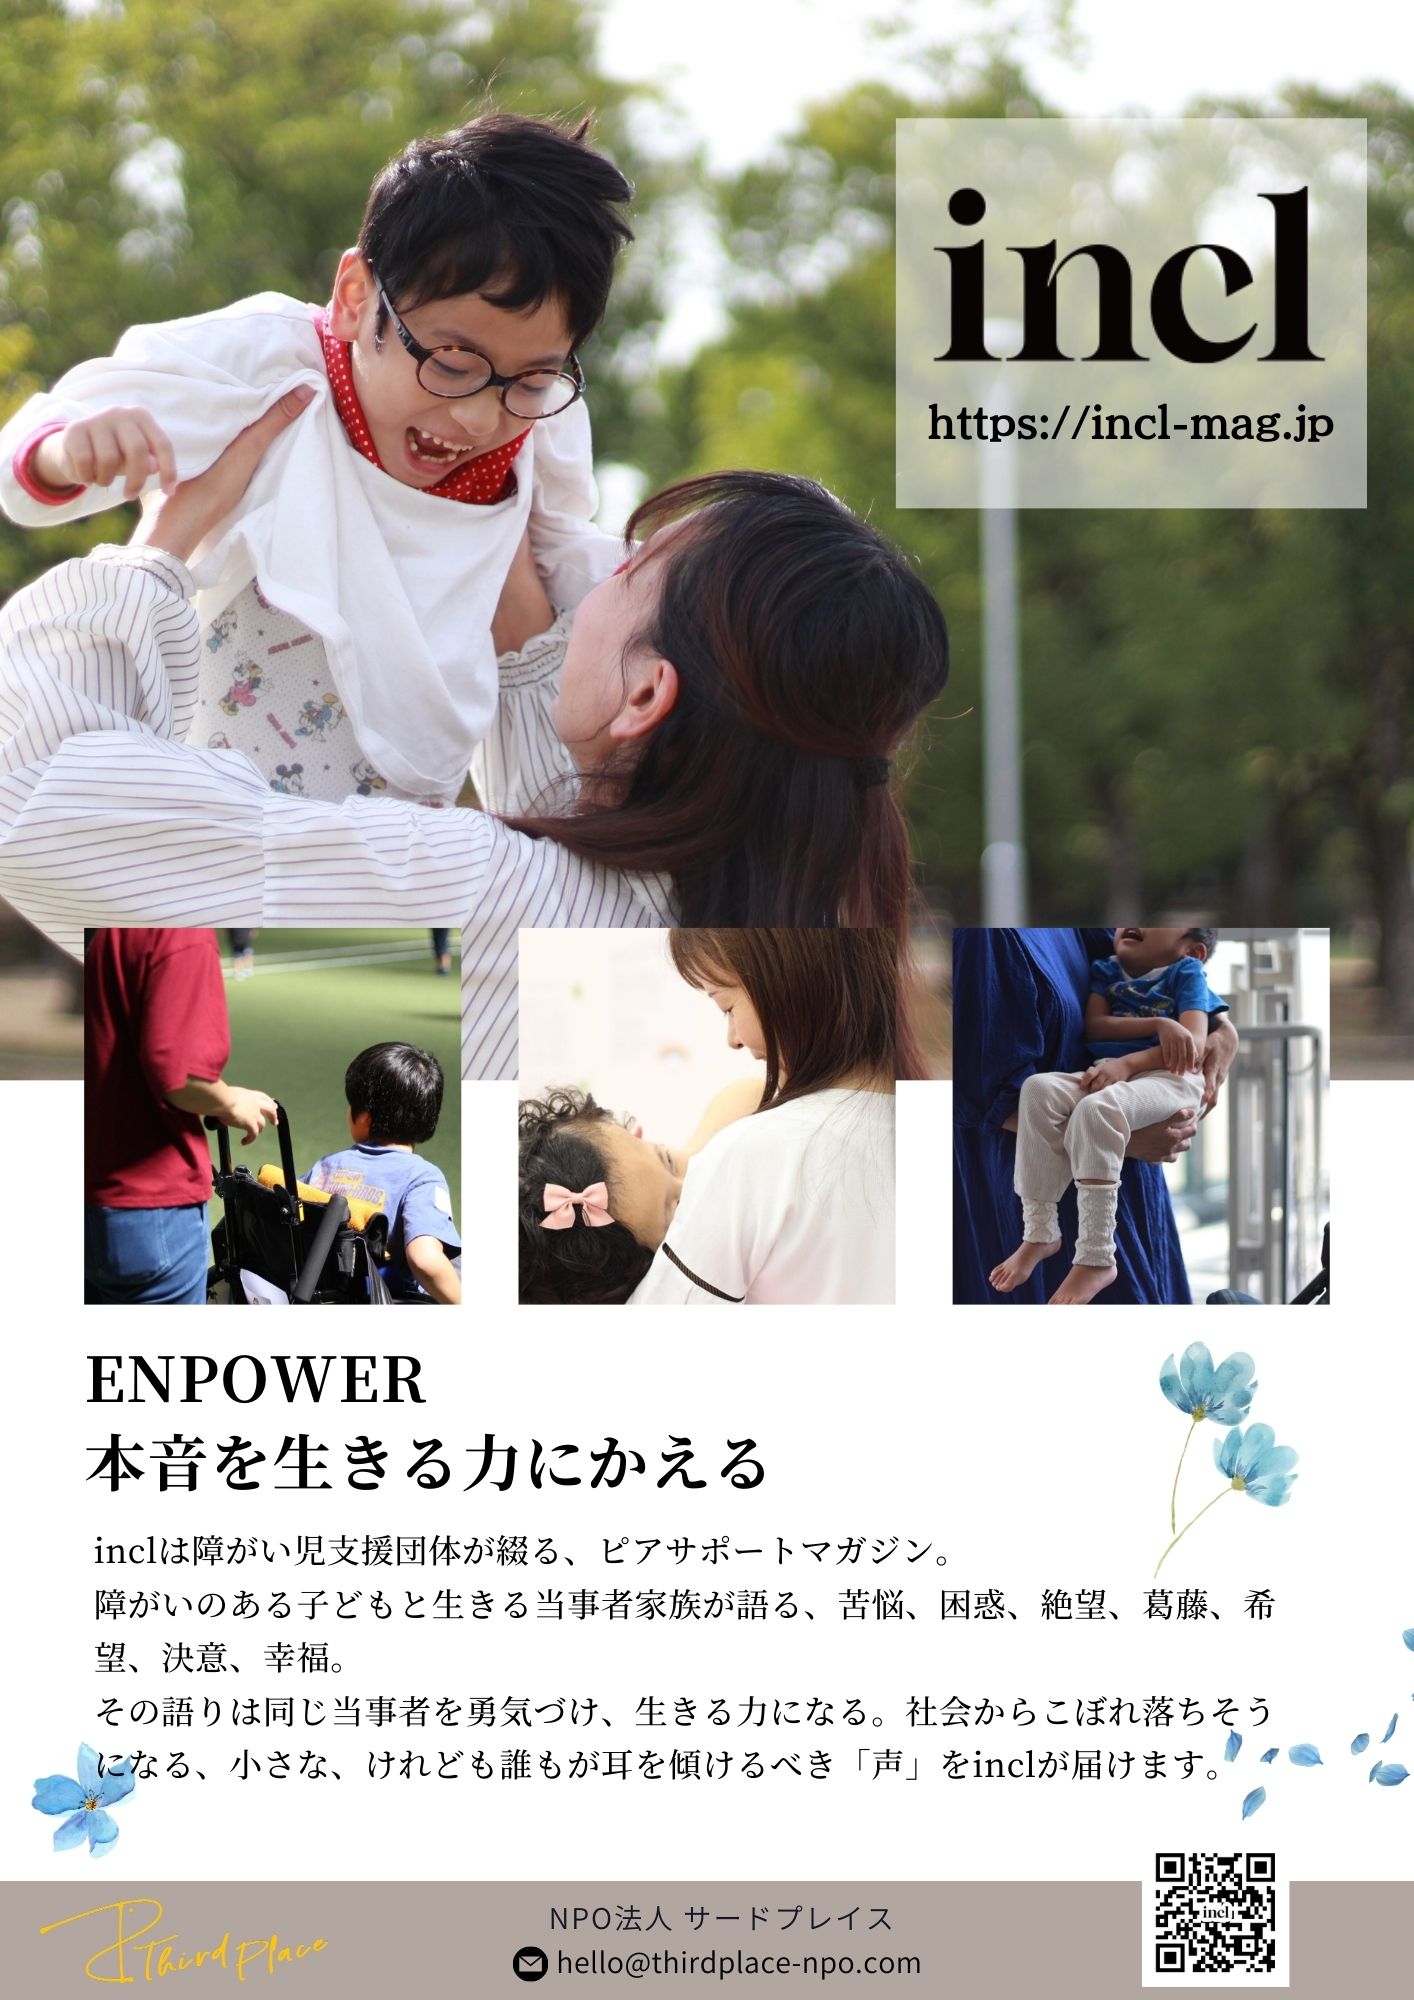 incl
https://incl-mag.jp
ENPOWER
本音を生きる力にかえる
inclは障がい児支援団体が綴る、ピアサポートマガジン。
障がいのある子どもと生きる当事者家族が語る、苦悩、困惑、絶望、葛藤、希
望、決意、幸福。
その語りは同じ当事者を勇気づけ、生きる力になる。社会からこぼれ落ちそう
になる、小さな、けれども誰もが耳を傾けるべき「声」をinclが届けます。
Third place
NPO法人 サードプレイス
hello@thirdplace-npo.com
incl